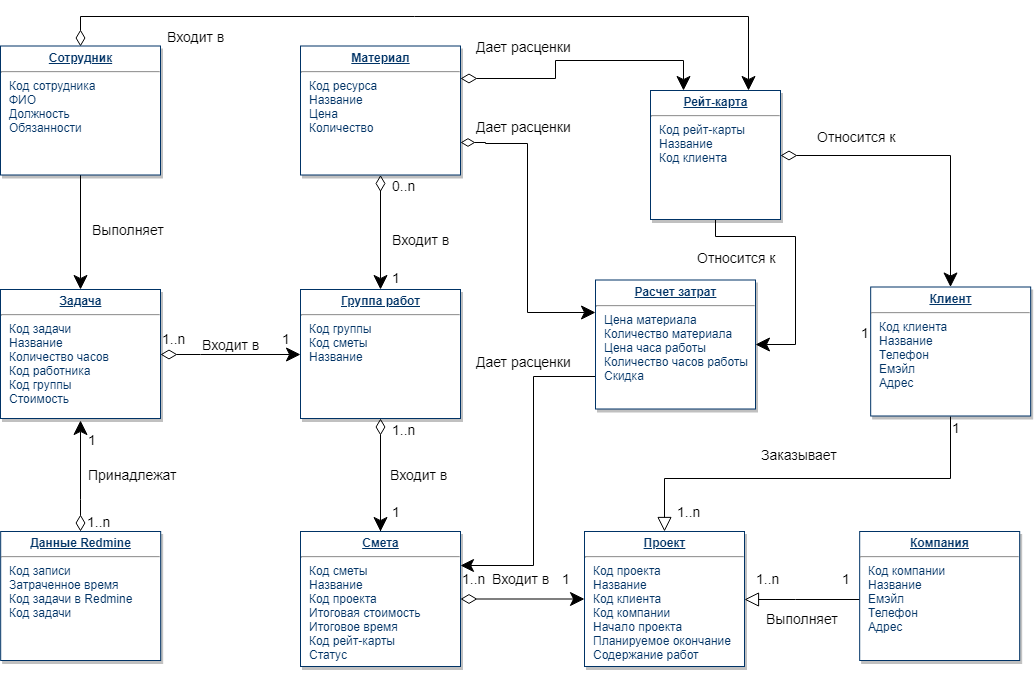 Входит в
Сотрудник
Код сотрудника
ФИО
Должность
Обязанности
Материал
Код ресурса
Название
Цена
Количество
Дает расценки
Дает расценки
Рейт-карта
Код рейт-карты
Название
Код клиента
Относится к
0..n
Выполняет
Входит в
1
Относится к
Задача
Код задачи
Название
Количество часов
Код работника
Код группы
Стоимость
1..n
Входит в
1
Группа работ
Код группы
Код сметы
Название
Расчет затрат
Цена материала
Количество материала
Цена часа работы
Количество часов работы
Скидка
Дает расценки
Клиент
Код клиента
Название
Телефон
Емэйл
Адрес
1
1
Принадлежат
1..n
1..n
Входит в
1
1
Заказывает
1..n
Данные Redmine
Код записи
Затраченное время
Код задачи в Redmine
Код задачи
Смета
Код сметы
Название
Код проекта
Итоговая стоимость
Итоговое время
Код рейт-карты
Статус
1..n
Входит в
1
Проект
Код проекта
Название
Код клиента
Код компании
Начало проекта
Планируемое окончание
Содержание работ
1..n
1
Выполняет
Компания
Код компании
Название
Емэйл
Телефон
Адрес